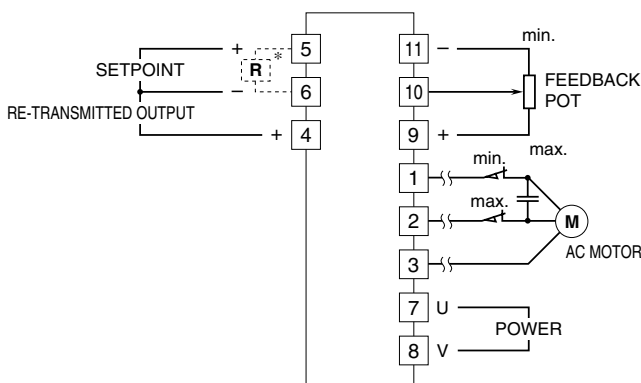 min.
+ 5 11 −
SETPOINT * R
− 6 10 FEEDBACK
POT
RE-TRANSMITTED OUTPUT
+ 4 9 +
max.
1 min.
2 max. M
AC MOTOR
3
7 U
POWER
8 V